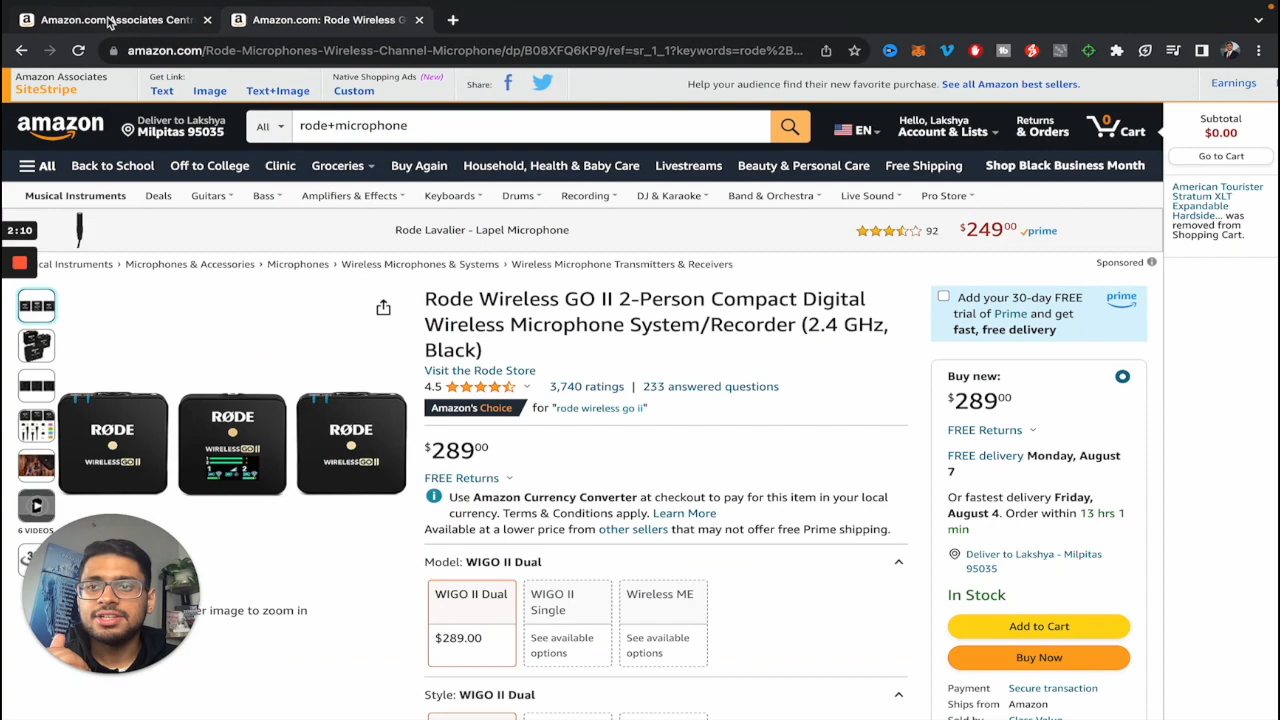 Amazon.com Associates Cent
Amazon.com: Rode Wireless G
amazon.com/Rode-Microphones-Wireless-Channel-Microphone/dp/B08XFQ6KP9/ref=sr_1_1?keywords=rode%2B...
Amazon Associates
SiteStripe
Get Link:
Text Image Text+Image
Native Shopping Ads (New)
Custom
Share:
Help your audience find their new favorite purchase. See all Amazon best sellers.
Earnings
amazon
Deliver to Lakshya
Milpitas 95035
All
rode+microphone
EN
Hello, Lakshya
Account & Lists
Returns
& Orders
0
Cart
Subtotal
$0.00
Go to Cart
American Tourister
Stratum XLT
Expandable
Hardside... was
removed from
Shopping Cart.
All Back to School Off to College Clinic Groceries Buy Again Household, Health & Baby Care Livestreams Beauty & Personal Care Free Shipping Shop Black Business Month
Musical Instruments Deals Guitars Bass Amplifiers & Effects Keyboards Drums Recording DJ & Karaoke Band & Orchestra Live Sound Pro Store
2:10
Rode Lavalier - Lapel Microphone
92
$249.00 prime
cal Instruments › Microphones & Accessories › Microphones › Wireless Microphones & Systems › Wireless Microphone Transmitters & Receivers
Sponsored
RØDE
WIRELESS GO II
RØDE
WIRELESS GO II
1 2
RØDE
WIRELESS GO II
6 VIDEOS
er image to zoom in
Rode Wireless GO II 2-Person Compact Digital
Wireless Microphone System/Recorder (2.4 GHz,
Black)
Visit the Rode Store
4.5 3,740 ratings | 233 answered questions
Amazon's Choice for "rode wireless go ii"
$289.00
FREE Returns
Use Amazon Currency Converter at checkout to pay for this item in your local
currency. Terms & Conditions apply. Learn More
Available at a lower price from other sellers that may not offer free Prime shipping.
Model: WIGO II Dual
WIGO II Dual
$289.00
WIGO II
Single
See available
options
Wireless ME
See available
options
Style: WIGO II Dual
Add your 30-day FREE
trial of Prime and get
fast, free delivery
prime
Buy new:
$289.00
FREE Returns
FREE delivery Monday, August
7
Or fastest delivery Friday,
August 4. Order within 13 hrs 1
min
Deliver to Lakshya - Milpitas
95035
In Stock
Add to Cart
Buy Now
Payment Secure transaction
Ships from Amazon
Sold by Class Value